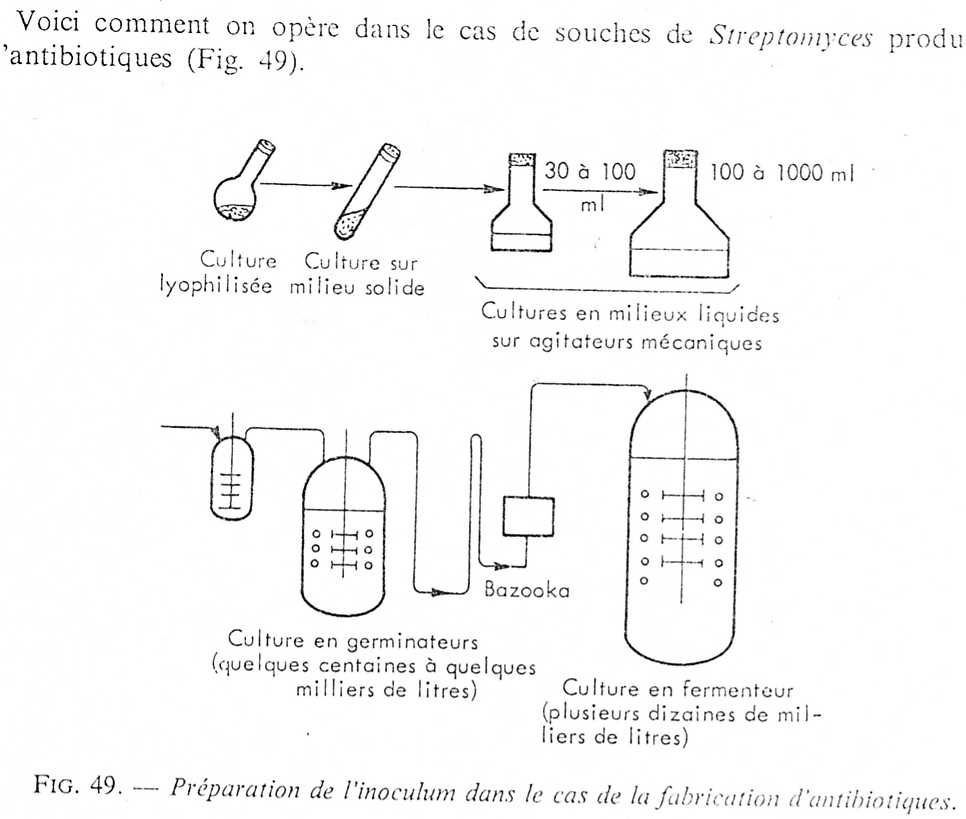 Voici comment on opère dans le cas de souches de Streptomyces produ
'antibiotiques (Fig. 49).
30 à 100
ml
100 à 1000 ml
Culture
lyophilisée
Culture sur
milieu solide
Cultures en milieux liquides
sur agitateurs mécaniques
Bazooka
Culture en germinateurs
(quelques centaines à quelques
milliers de litres)
Culture en fermenteur
(plusieurs dizaines de mil-
liers de litres)
FIG. 49. — Préparation de l'inoculum dans le cas de la fabrication d'antibiotiques.